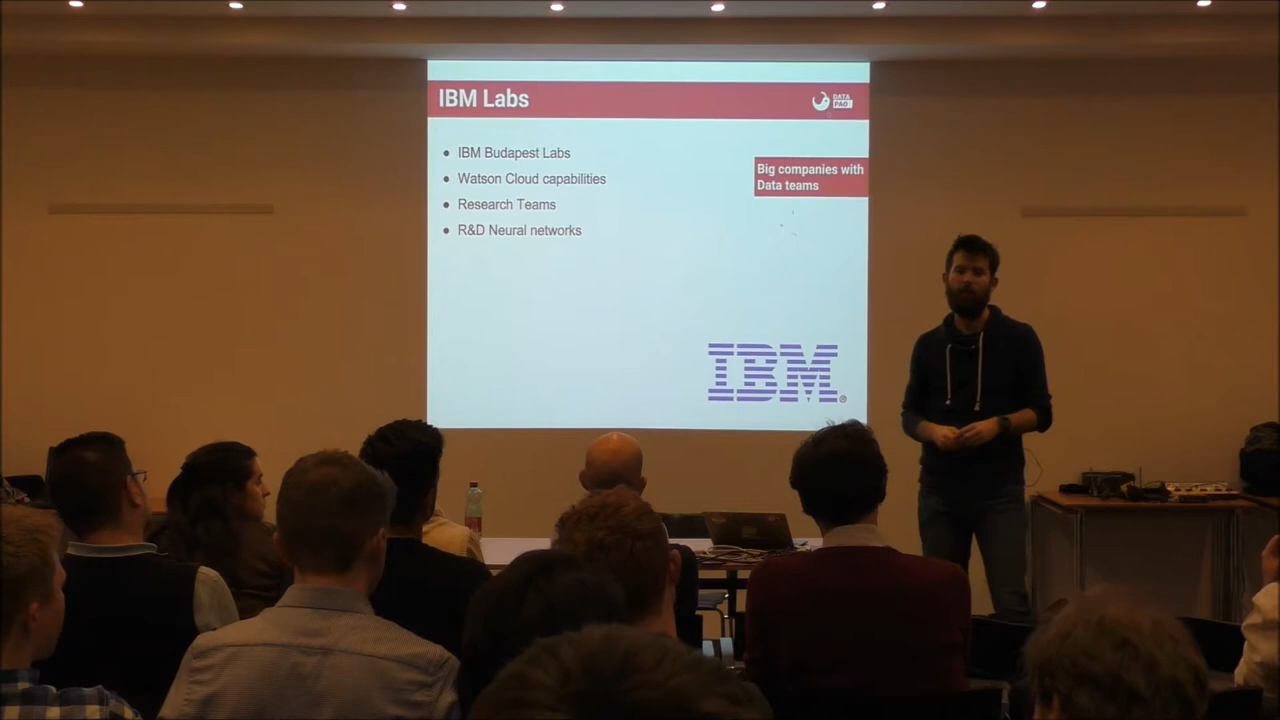 IBM Labs
DATA
PAO
● IBM Budapest Labs
● Watson Cloud capabilities
● Research Teams
● R&D Neural networks
Big companies with
Data teams
IBM®